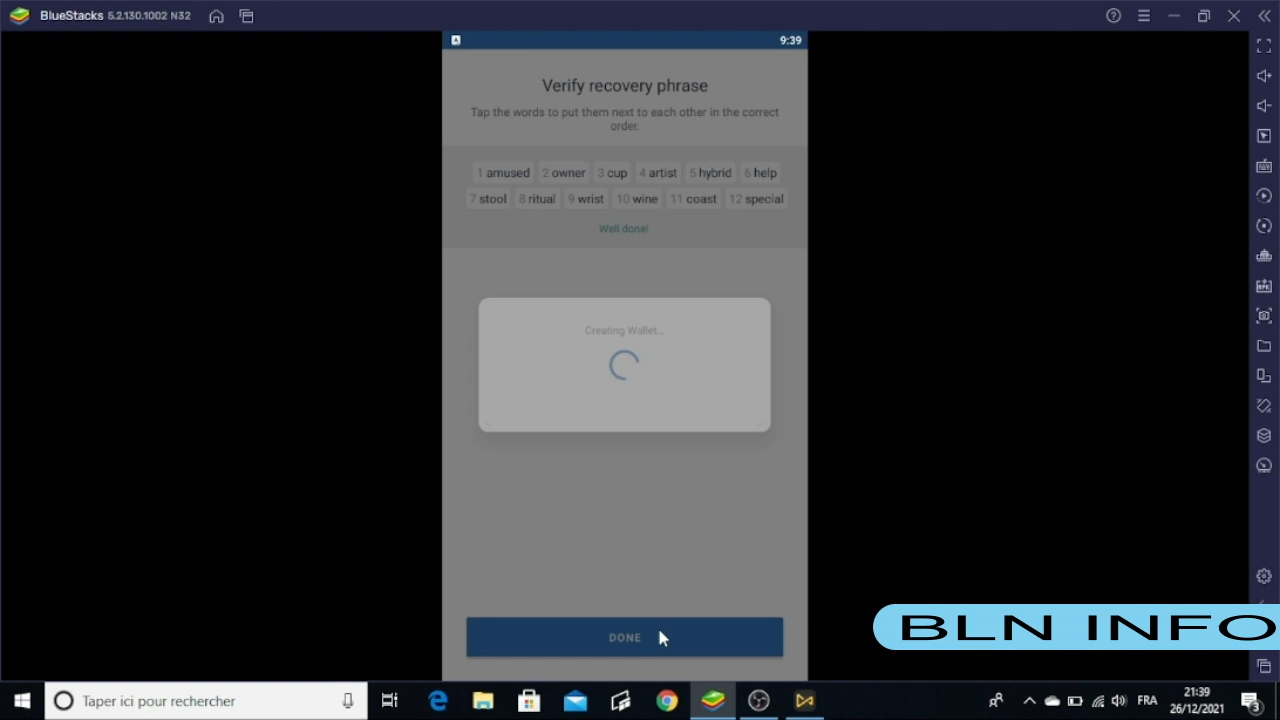 BlueStacks 5.2.130.1002 N32
9:39
Verify recovery phrase
Tap the words to put them next to each other in the correct
order.
1 amused 2 owner 3 cup 4 artist 5 hybrid 6 help
7 stool 8 ritual 9 wrist 10 wine 11 coast 12 special
Well done!
Creating Wallet...
DONE
BLN INFO
Taper ici pour rechercher
FRA
21:39
26/12/2021
3